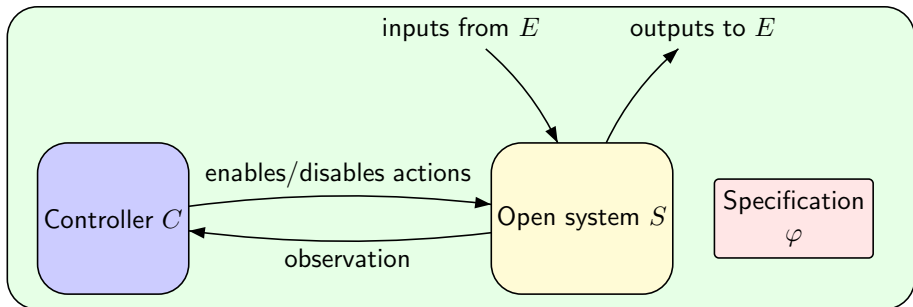 inputs from E
outputs to E
enables/disables actions
Controller C
Open system S
Specification
φ
observation